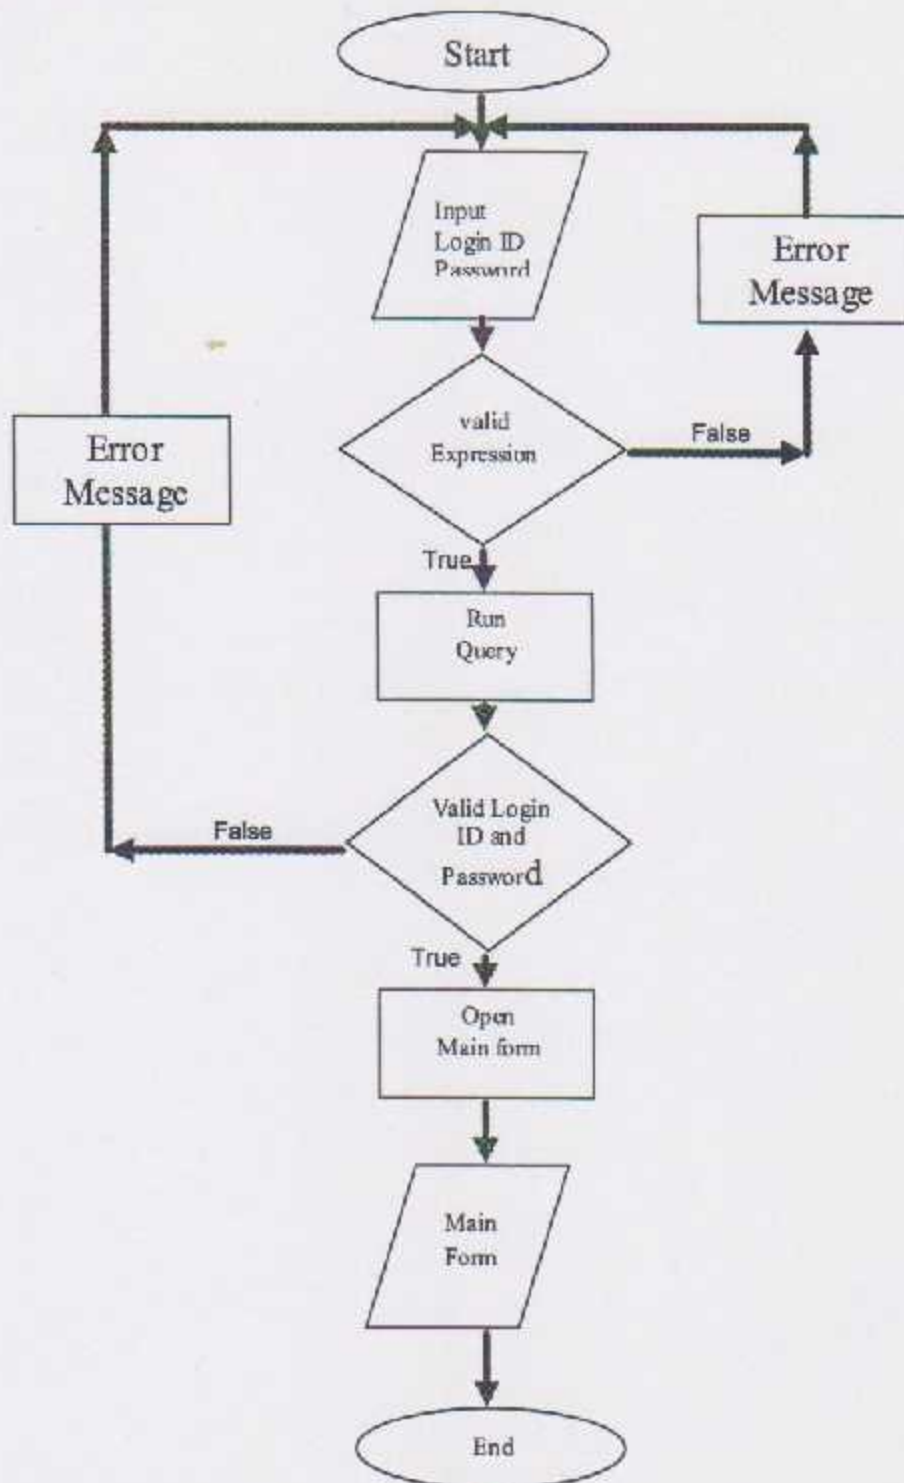 Start
Input
Login ID
Password
Error
Message
valid
Expression
False
Error
Message
True
Run
Query
Valid Login
ID and
Password
False
True
Open
Main form
Main
Form
End